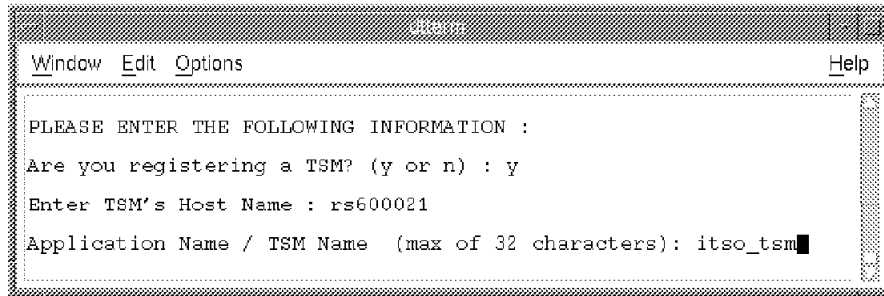 dtterm
Window Edit Options Help
PLEASE ENTER THE FOLLOWING INFORMATION :
Are you registering a TSM? (y or n) : y
Enter TSM's Host Name : rs600021
Application Name / TSM Name (max of 32 characters): itso_tsm